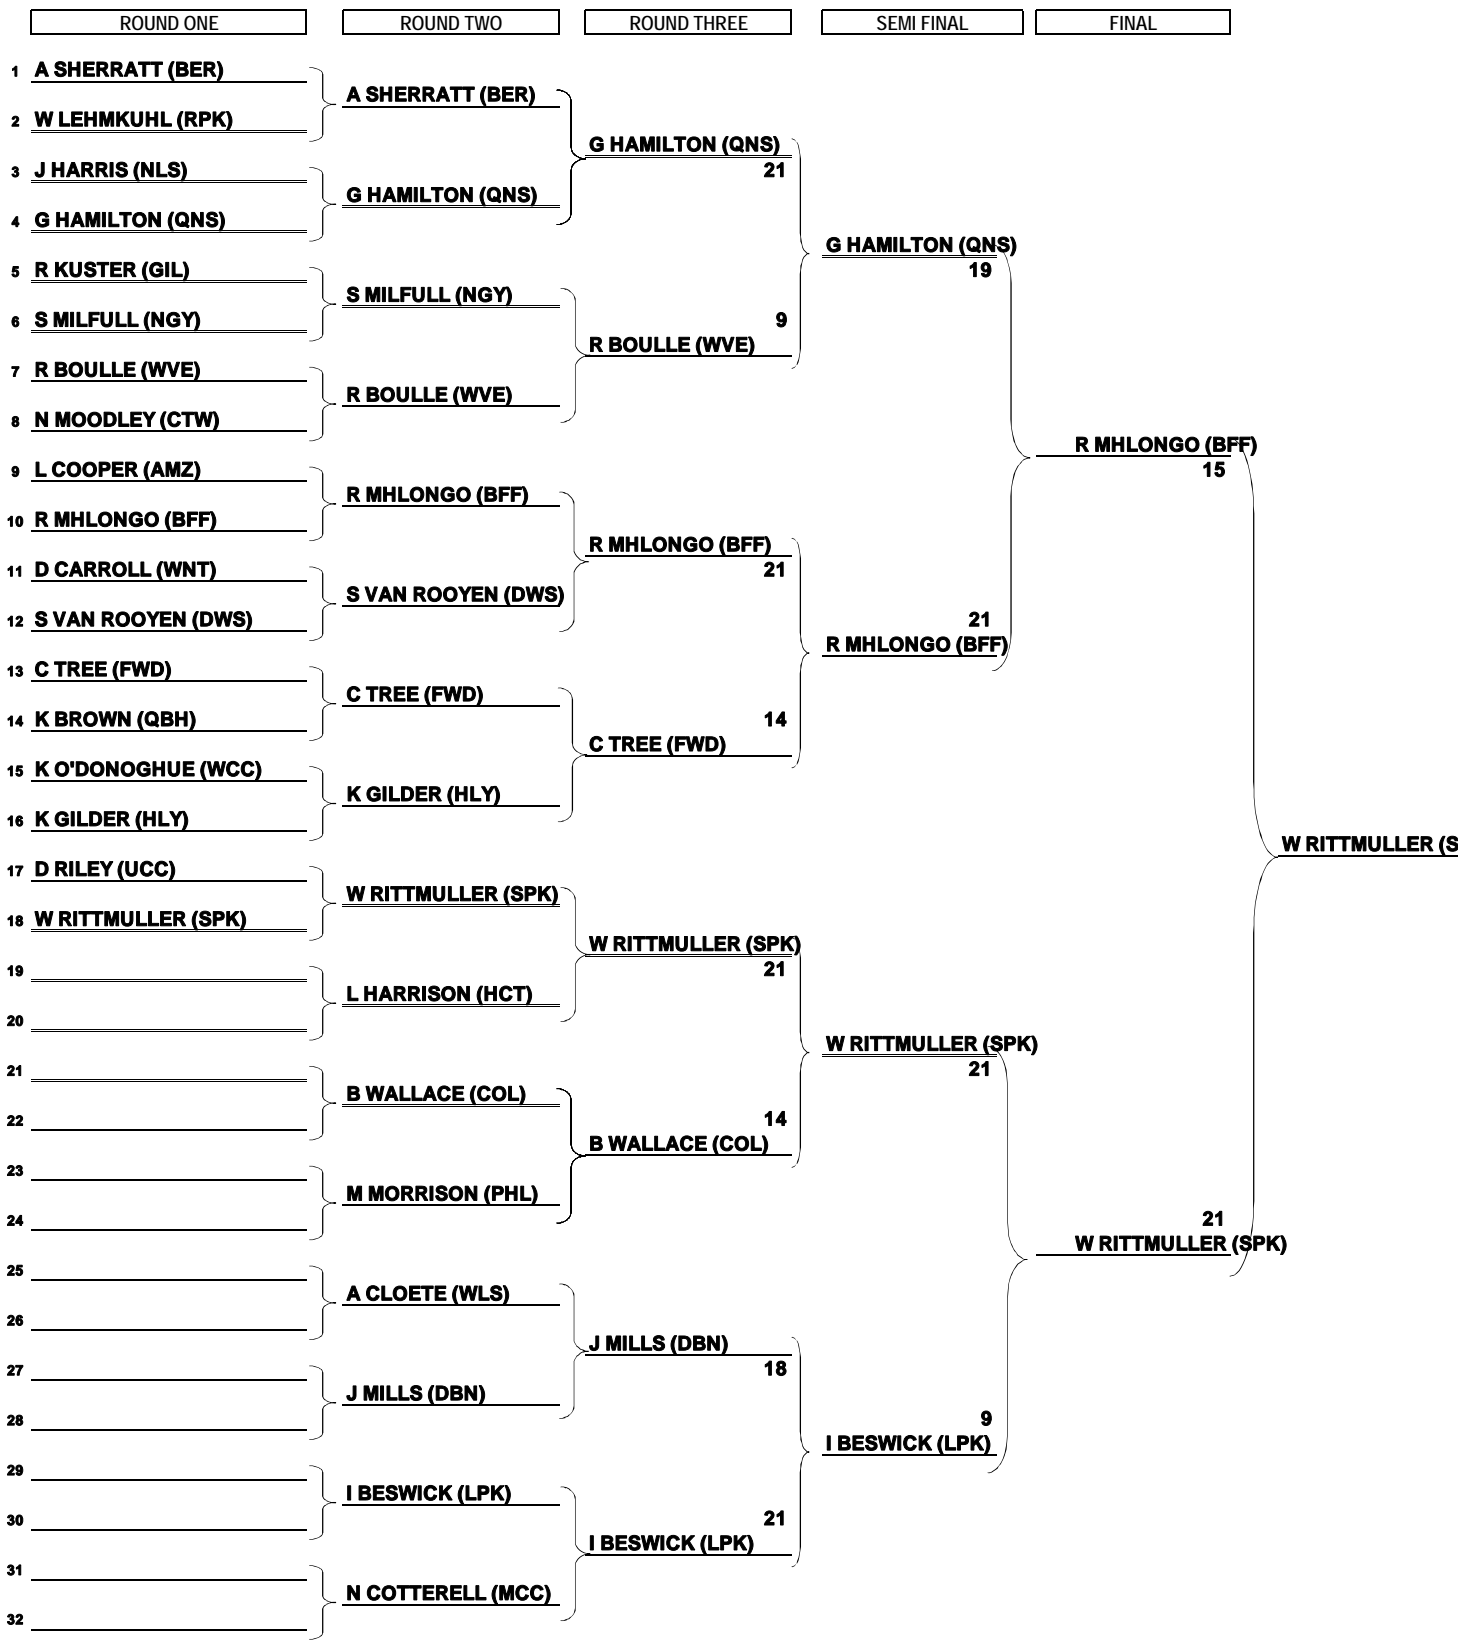 ROUND ONE
ROUND TWO
ROUND THREE
SEMI FINAL
FINAL
1 A SHERRATT (BER)
2 W LEHMKUHL (RPK)
3 J HARRIS (NLS)
4 G HAMILTON (QNS)
5 R KUSTER (GIL)
6 S MILFULL (NGY)
7 R BOULLE (WVE)
8 N MOODLEY (CTW)
9 L COOPER (AMZ)
10 R MHLONGO (BFF)
11 D CARROLL (WNT)
12 S VAN ROOYEN (DWS)
13 C TREE (FWD)
14 K BROWN (QBH)
15 K O'DONOGHUE (WCC)
16 K GILDER (HLY)
17 D RILEY (UCC)
18 W RITTMULLER (SPK)
19
20
21
22
23
24
25
26
27
28
29
30
31
32
A SHERRATT (BER)
G HAMILTON (QNS)
S MILFULL (NGY)
R BOULLE (WVE)
R MHLONGO (BFF)
S VAN ROOYEN (DWS)
C TREE (FWD)
K GILDER (HLY)
W RITTMULLER (SPK)
L HARRISON (HCT)
B WALLACE (COL)
M MORRISON (PHL)
A CLOETE (WLS)
J MILLS (DBN)
I BESWICK (LPK)
N COTTERELL (MCC)
G HAMILTON (QNS)
21
9
R BOULLE (WVE)
R MHLONGO (BFF)
21
14
C TREE (FWD)
W RITTMULLER (SPK)
21
14
B WALLACE (COL)
J MILLS (DBN)
18
21
I BESWICK (LPK)
G HAMILTON (QNS)
19
21
R MHLONGO (BFF)
W RITTMULLER (SPK)
21
9
I BESWICK (LPK)
R MHLONGO (BFF)
15
21
W RITTMULLER (SPK)
W RITTMULLER (S